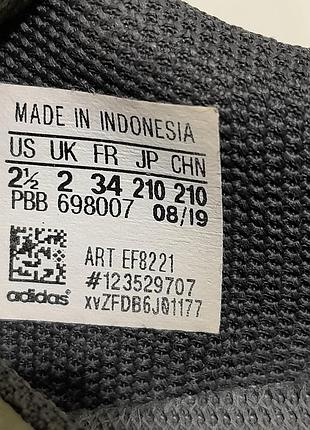 MADE IN INDONESIA
US UK FR JP CHN
2½ 2 34 210 210
PBB 698007 08/19
ART EF8221
#123529707
adidas xvZFDB6J01177